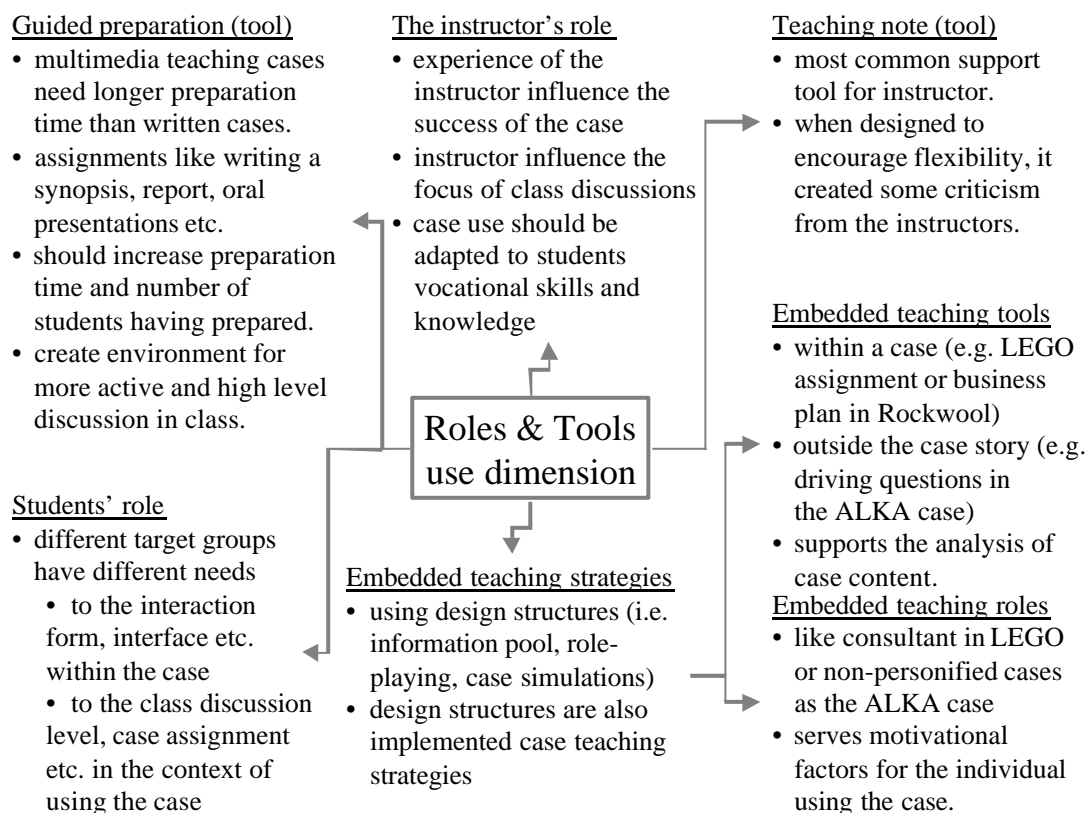 Guided preparation (tool)
• multimedia teaching cases
need longer preparation
time than written cases.
• assignments like writing a
synopsis, report, oral
presentations etc.
• should increase preparation
time and number of
students having prepared.
• create environment for
more active and high level
discussion in class.
The instructor’s role
• experience of the
instructor influence the
success of the case
• instructor influence the
focus of class discussions
• case use should be
adapted to students
vocational skills and
knowledge
Teaching note (tool)
• most common support
tool for instructor.
• when designed to
encourage flexibility, it
created some criticism
from the instructors.
Roles & Tools
use dimension
Embedded teaching tools
• within a case (e.g. LEGO
assignment or business
plan in Rockwool)
• outside the case story (e.g.
driving questions in
the ALKA case)
• supports the analysis of
case content.
Students’ role
• different target groups
have different needs
• to the interaction
form, interface etc.
within the case
• to the class discussion
level, case assignment
etc. in the context of
using the case
Embedded teaching strategies
• using design structures (i.e.
information pool, role-
playing, case simulations)
• design structures are also
implemented case teaching
strategies
Embedded teaching roles
• like consultant in LEGO
or non-personified cases
as the ALKA case
• serves motivational
factors for the individual
using the case.